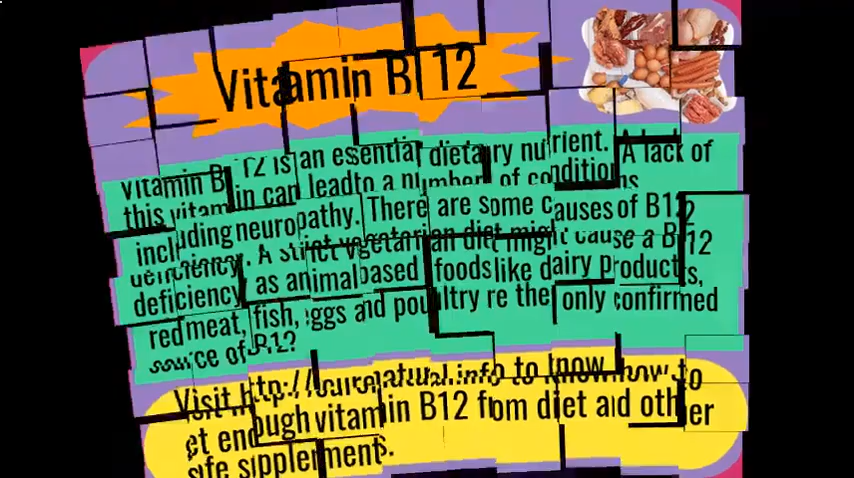 Vitamin B 12
Vitamin B 12 is an essential dietary nutrient. A lack of
this vitamin can lead to a number of conditions
including neuropathy. There are some causes of B12
deficiency. A strict vegetarian diet might cause a B12
deficiency as animal based foods like dairy products,
red meat, fish, eggs and poultry re the only confirmed
source of B12?
Visit to know how to
get enough vitamin B12 from diet and other
safe supplement.